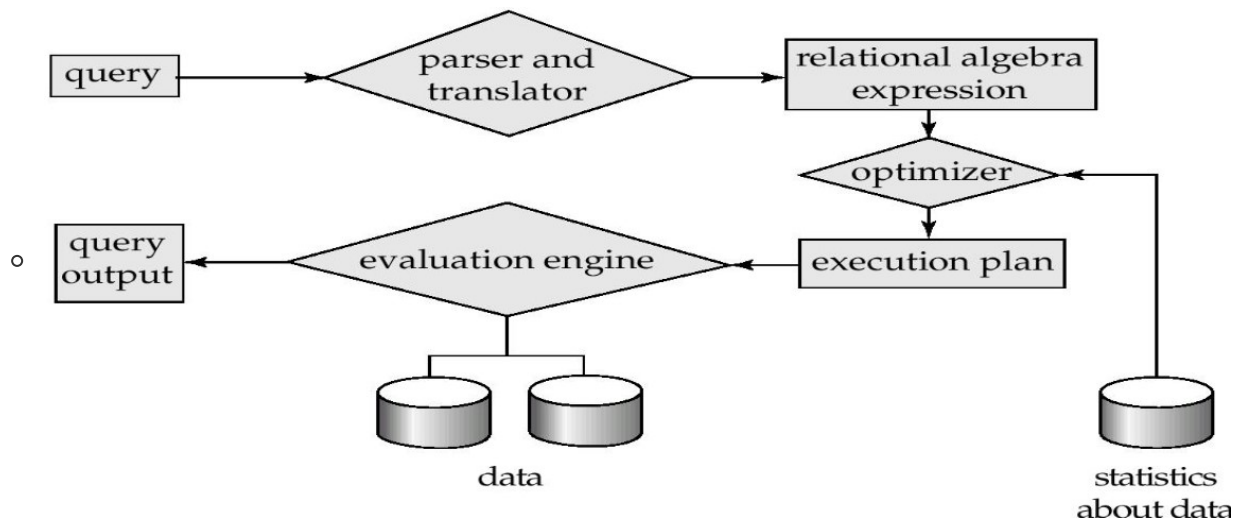 query
parser and
translator
relational algebra
expression
optimizer
query
output
evaluation engine
execution plan
data
statistics
about data